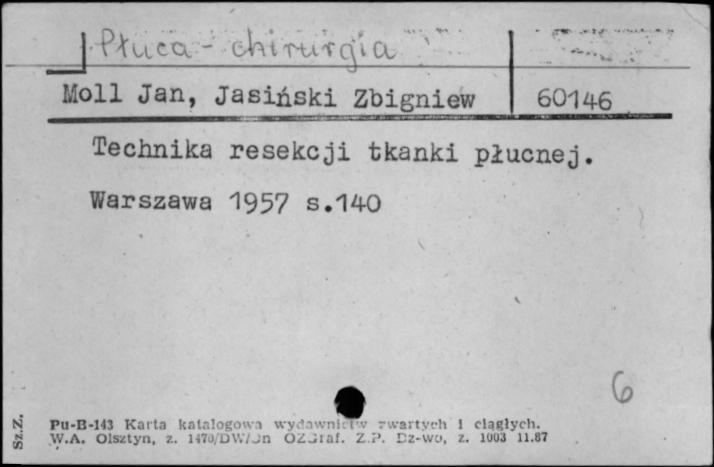 Płuca - chirurgia
Moll Jan, Jasiński Zbigniew 60146
Technika resekcji tkanki płucnej.
Warszawa 1957 s.140
6
Sz.Z.
Pu-B-143 Karta katalogowa wydawnictw zwartych i ciągłych.
W.A. Olsztyn, z. 1470/DW/Jn OZGraf. Z.P. Dz-wo, z. 1003 11.87